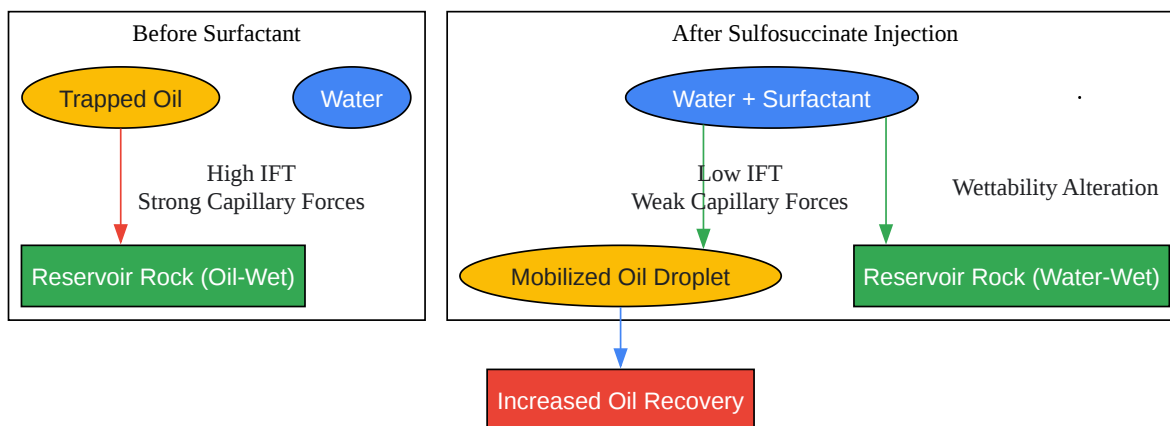 Before Surfactant
Trapped Oil
Water
High IFT
Strong Capillary Forces
Reservoir Rock (Oil-Wet)
After Sulfosuccinate Injection
Water + Surfactant
.
Low IFT
Weak Capillary Forces
Wettability Alteration
Mobilized Oil Droplet
Reservoir Rock (Water-Wet)
Increased Oil Recovery